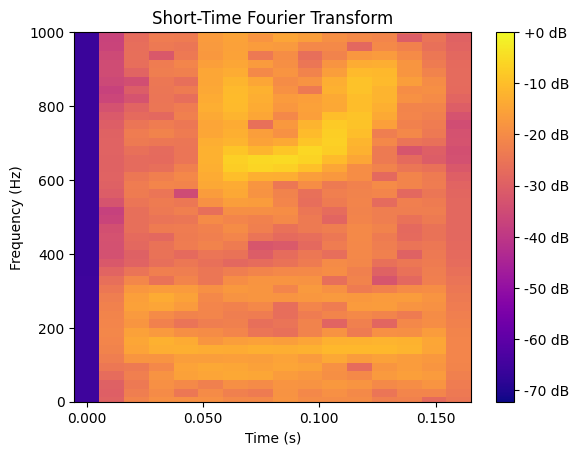 Short-Time Fourier Transform
1000
800
600
400
200
0
Frequency (Hz)
0.000
0.050
0.100
0.150
Time (s)
+0 dB
-10 dB
-20 dB
-30 dB
-40 dB
-50 dB
-60 dB
-70 dB